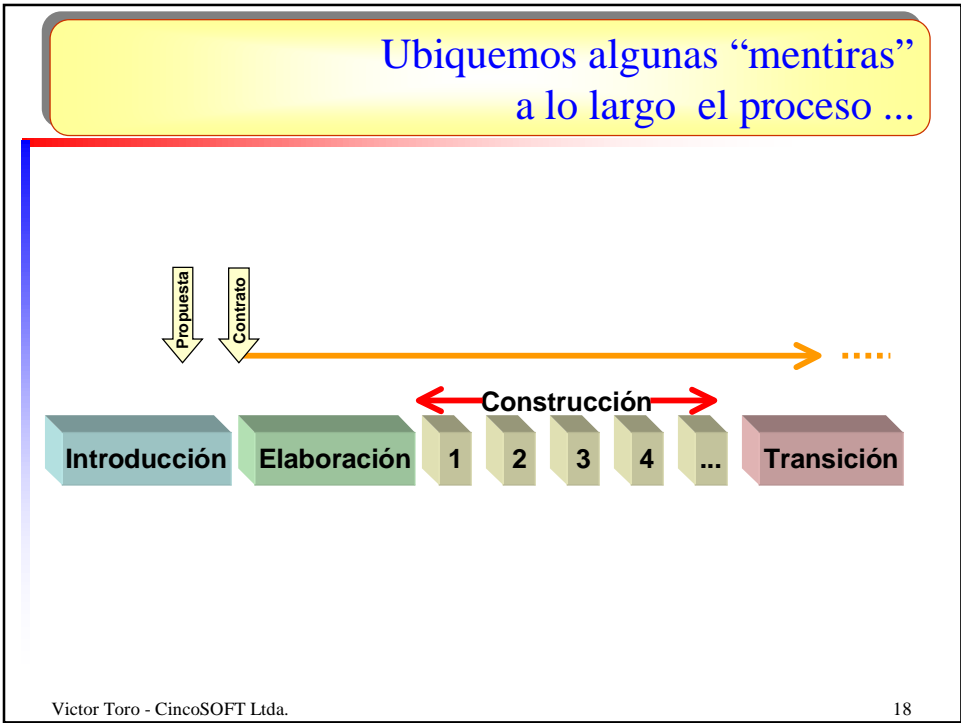 Ubiquemos algunas “mentiras”
a lo largo el proceso ...
Propuesta
Contrato
Construcción
Introducción
Elaboración
1
2
3
4
...
Transición
Victor Toro - CincoSOFT Ltda.
18